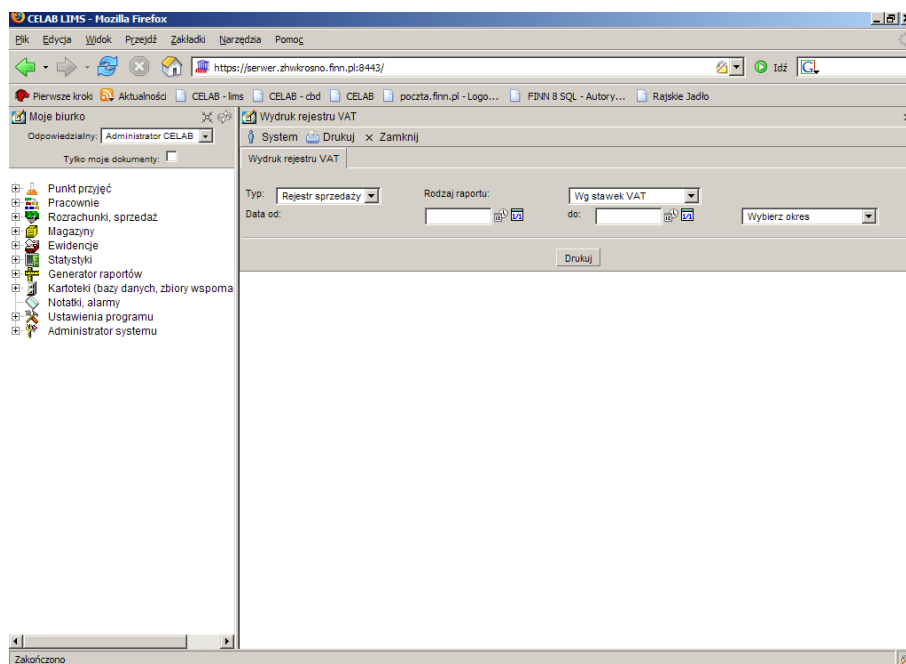 CELAB LIMS - Mozilla Firefox
Plik Edycja Widok Przejdź Zakładki Narzędzia Pomoc
https://serwer.zhwkrosno.finn.pl:8443/ Idź G
Pierwsze kroki Aktualności CELAB - lims CELAB - cbd CELAB poczta.finn.pl - Logo... FINN 8 SQL - Autory... Rajskie Jadło
Moje biurko
Odpowiedzialny: Administrator CELAB
Tylko moje dokumenty:
Punkt przyjęć
Pracownie
Rozrachunki, sprzedaż
Magazyny
Ewidencje
Statystyki
Generator raportów
Kartoteki (bazy danych, zbiory wspoma
Notatki, alarmy
Ustawienia programu
Administrator systemu
Wydruk rejestru VAT
System Drukuj Zamknij
Wydruk rejestru VAT
Typ: Rejestr sprzedaży Rodzaj raportu: Wg stawek VAT
Data od: do: Wybierz okres
Drukuj
Zakończono